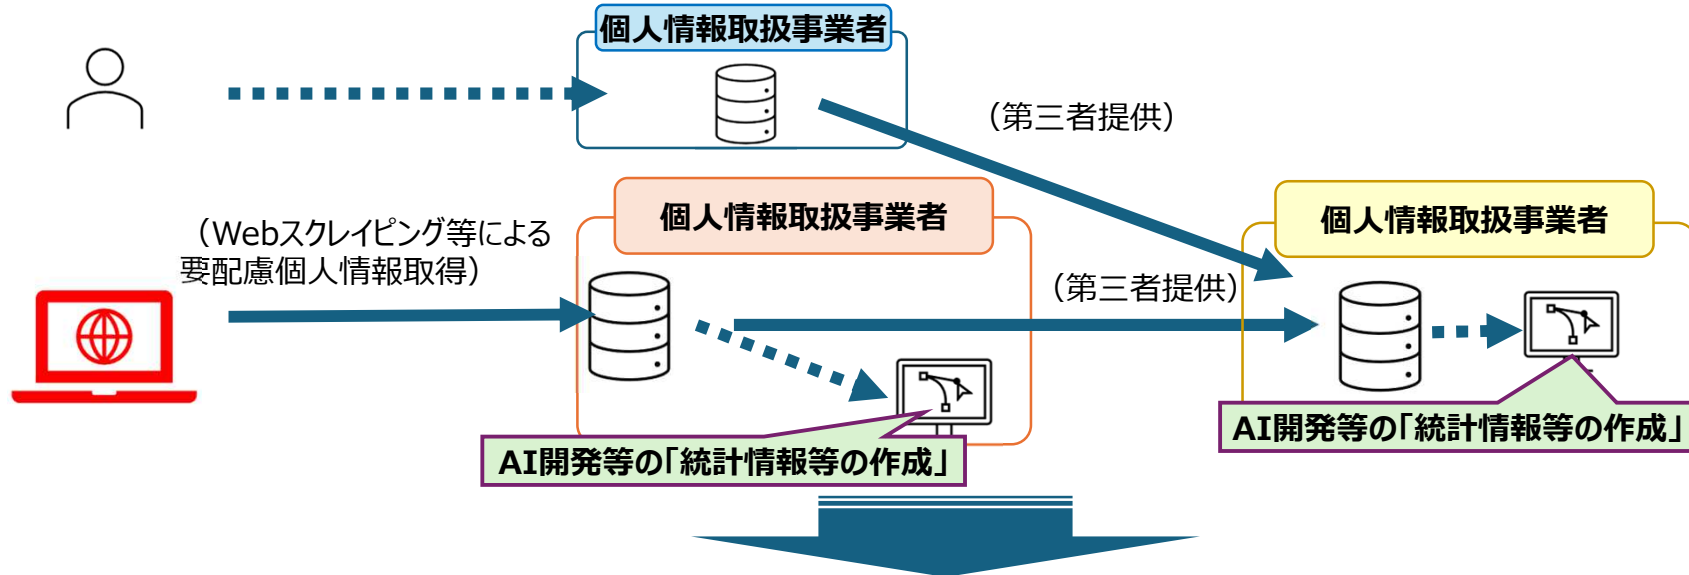 個人情報取扱事業者
（第三者提供）
個人情報取扱事業者
個人情報取扱事業者
（Webスクレイピング等による
要配慮個人情報取得）
（第三者提供）
AI開発等の「統計情報等の作成」
AI開発等の「統計情報等の作成」